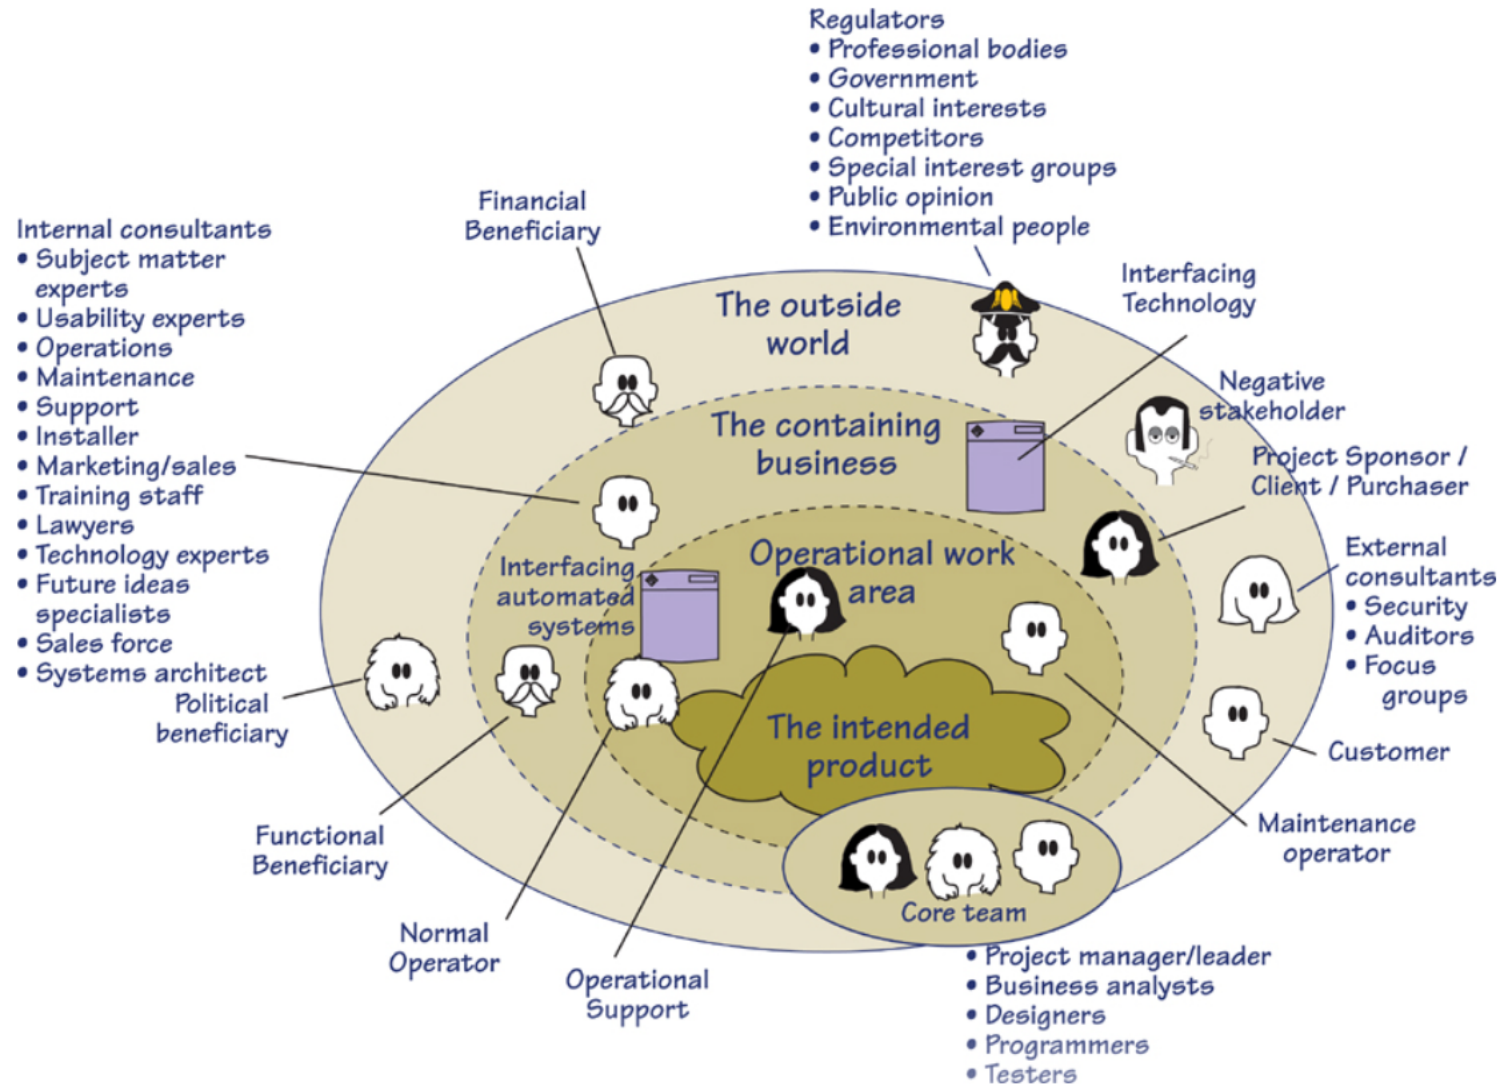 Regulators
• Professional bodies
• Government
• Cultural interests
• Competitors
• Special interest groups
• Public opinion
• Environmental people
Financial
Beneficiary
Internal consultants
• Subject matter
experts
• Usability experts
• Operations
• Maintenance
• Support
• Installer
• Marketing/sales
• Training staff
• Lawyers
• Technology experts
• Future ideas
specialists
• Sales force
• Systems architect
Political
beneficiary
The outside
world
Interfacing
Technology
Negative
stakeholder
The containing
business
Project Sponsor /
Client / Purchaser
Operational work
area
Interfacing
automated
systems
External
consultants
• Security
• Auditors
• Focus
groups
The intended
product
Customer
Maintenance
operator
Functional
Beneficiary
Normal
Operator
Operational
Support
Core team
• Project manager/leader
• Business analysts
• Designers
• Programmers
• Testers